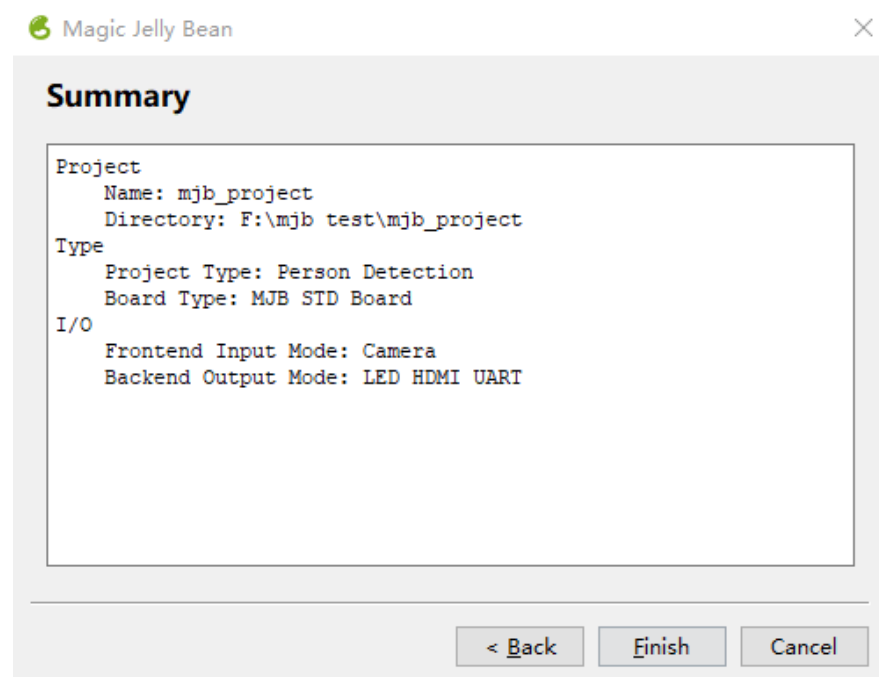 Magic Jelly Bean
Summary
Project
Name: mjb_project
Directory: F:\mjb test\mjb_project
Type
Project Type: Person Detection
Board Type: MJB STD Board
I/O
Frontend Input Mode: Camera
Backend Output Mode: LED HDMI UART
< Back
Finish
Cancel